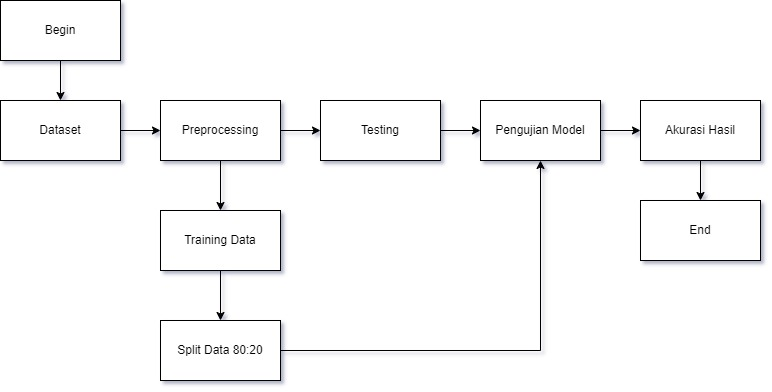 Begin
Dataset
Preprocessing
Testing
Pengujian Model
Akurasi Hasil
Training Data
End
Split Data 80:20